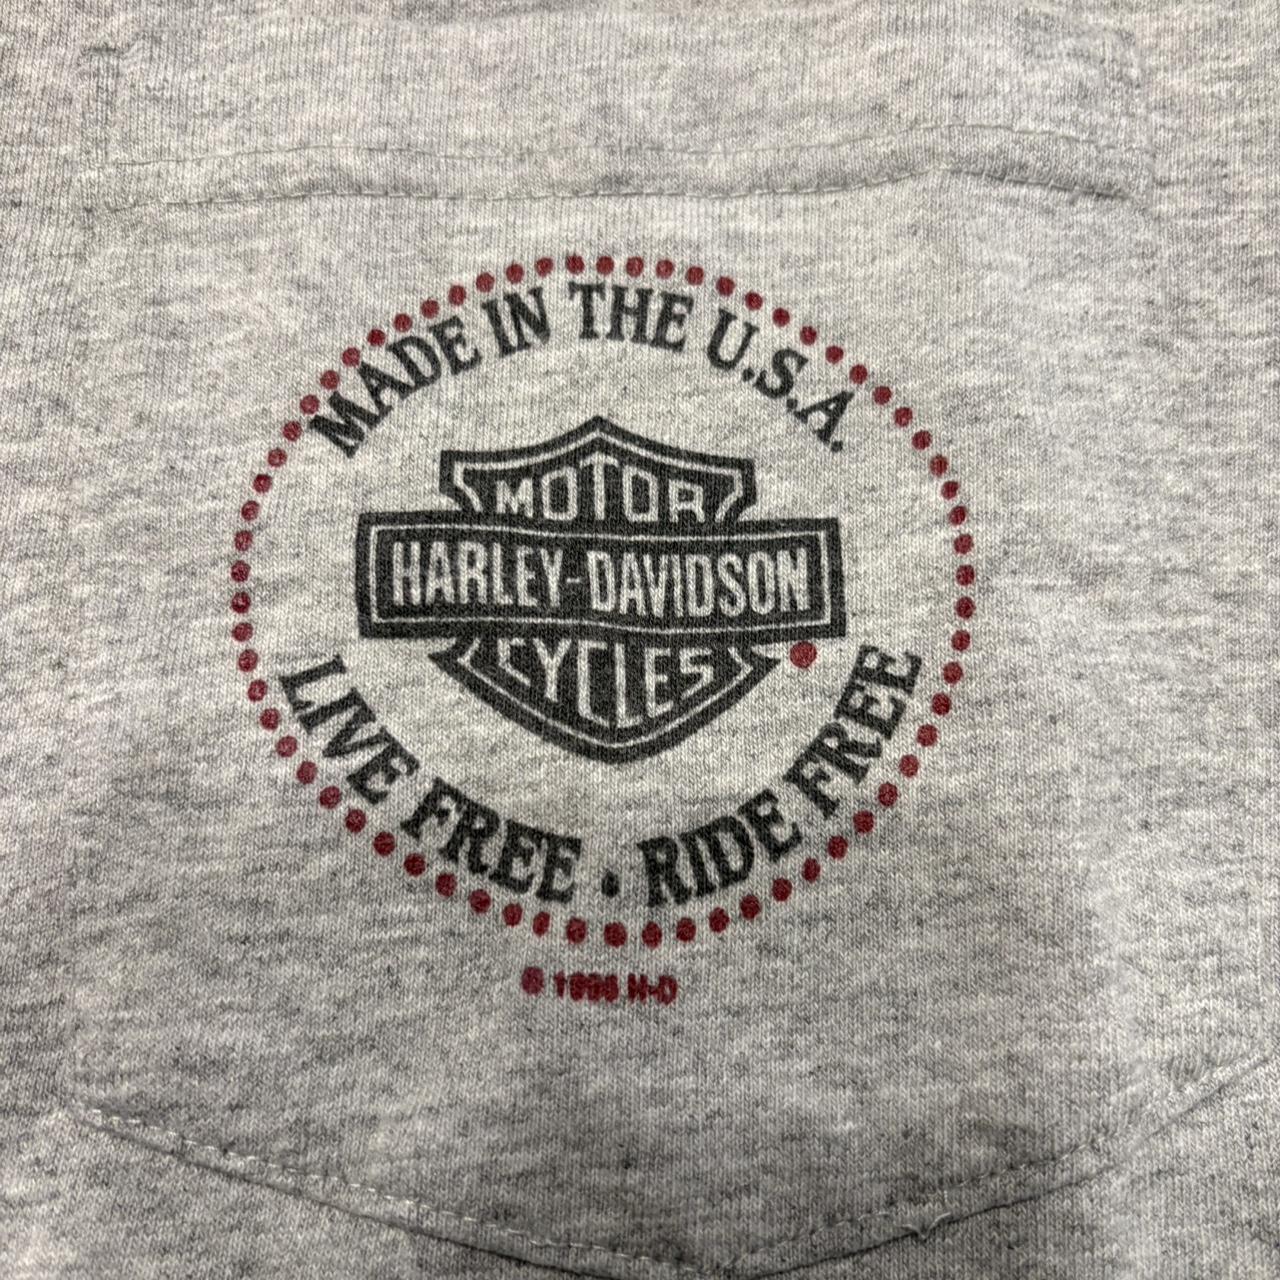 MADE IN THE U.S.A.
MOTOR
HARLEY-DAVIDSON
CYCLES
LIVE FREE • RIDE FREE
H-D